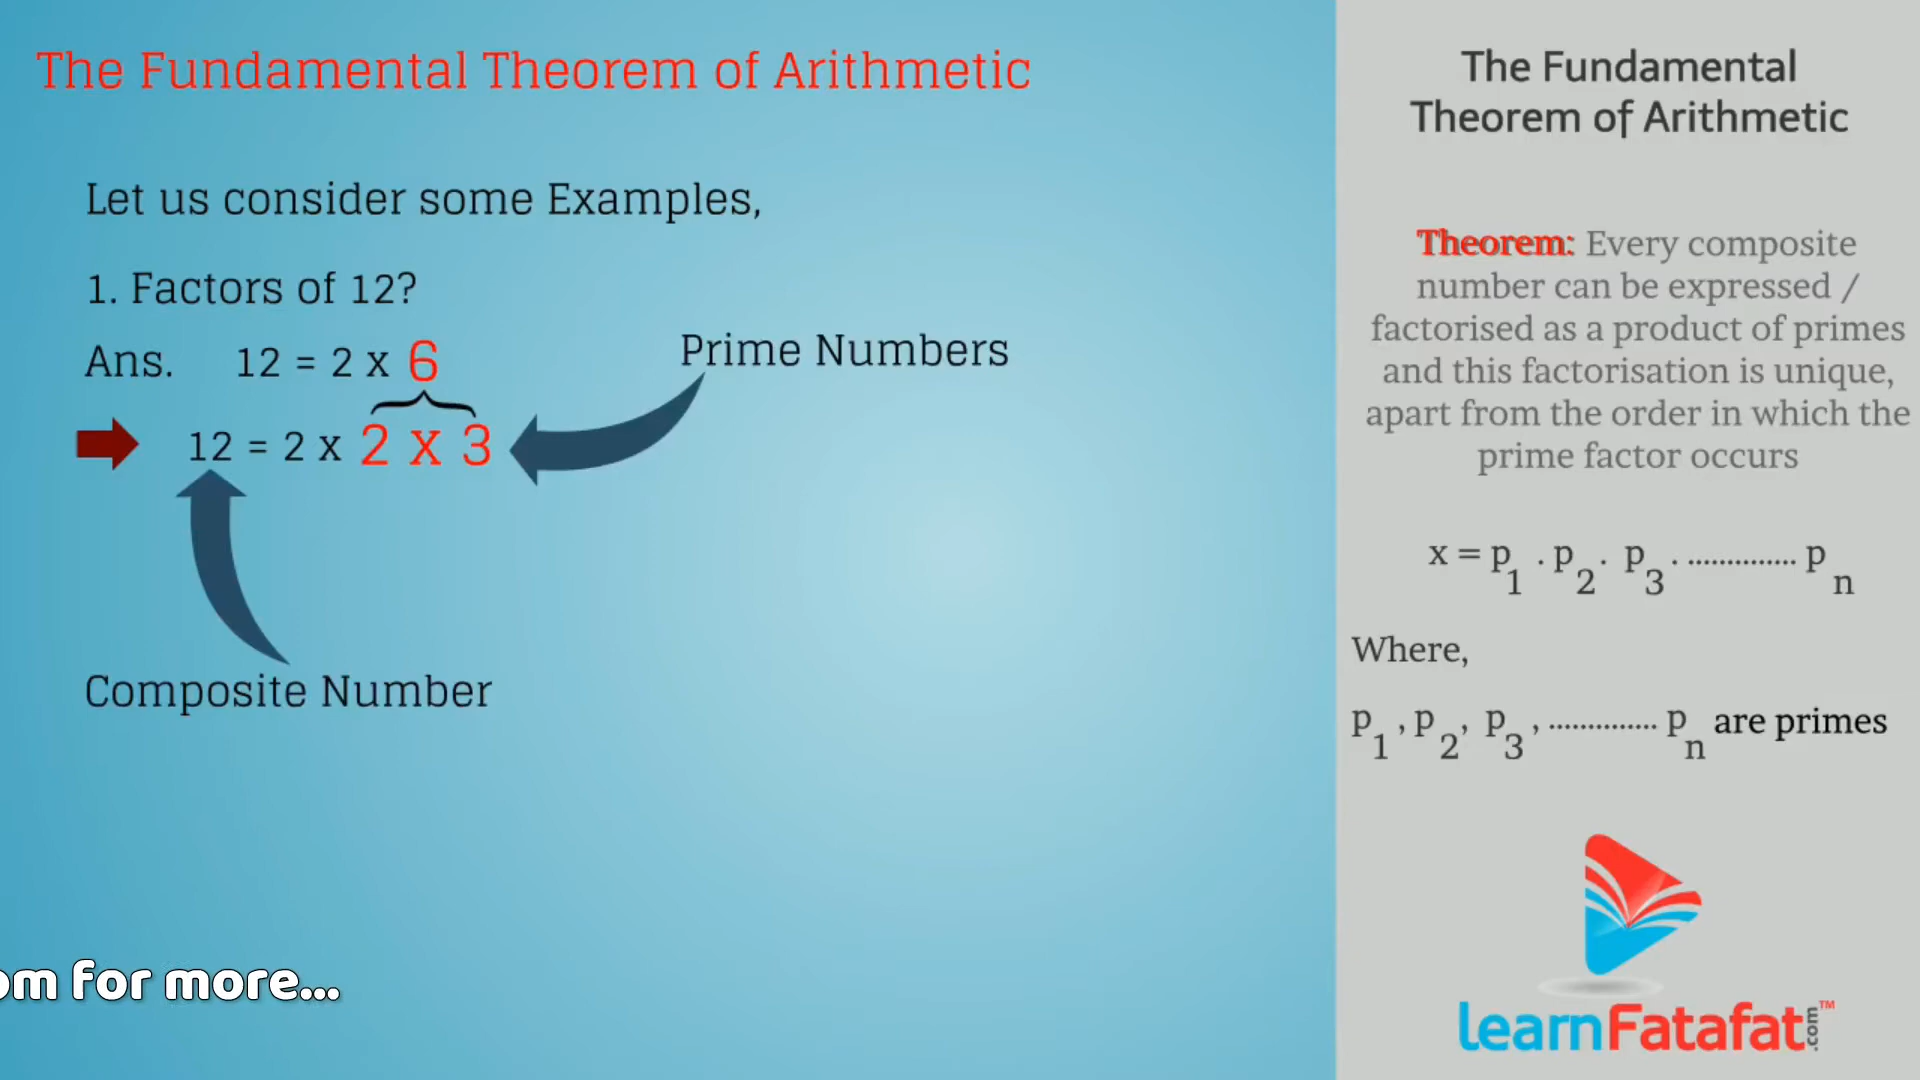 The Fundamental Theorem of Arithmetic
Let us consider some Examples,
1. Factors of 12?
Ans. 12 = 2 x 6
12 = 2 x 2 x 3
Prime Numbers
Composite Number
for more...
The Fundamental
Theorem of Arithmetic
Theorem: Every composite
number can be expressed /
factorised as a product of primes
and this factorisation is unique,
apart from the order in which the
prime factor occurs
x = p1 . p2 . p3 . .............. pn
Where,
p1 , p2 , p3 , .............. pn are primes
learnFatafat.com™